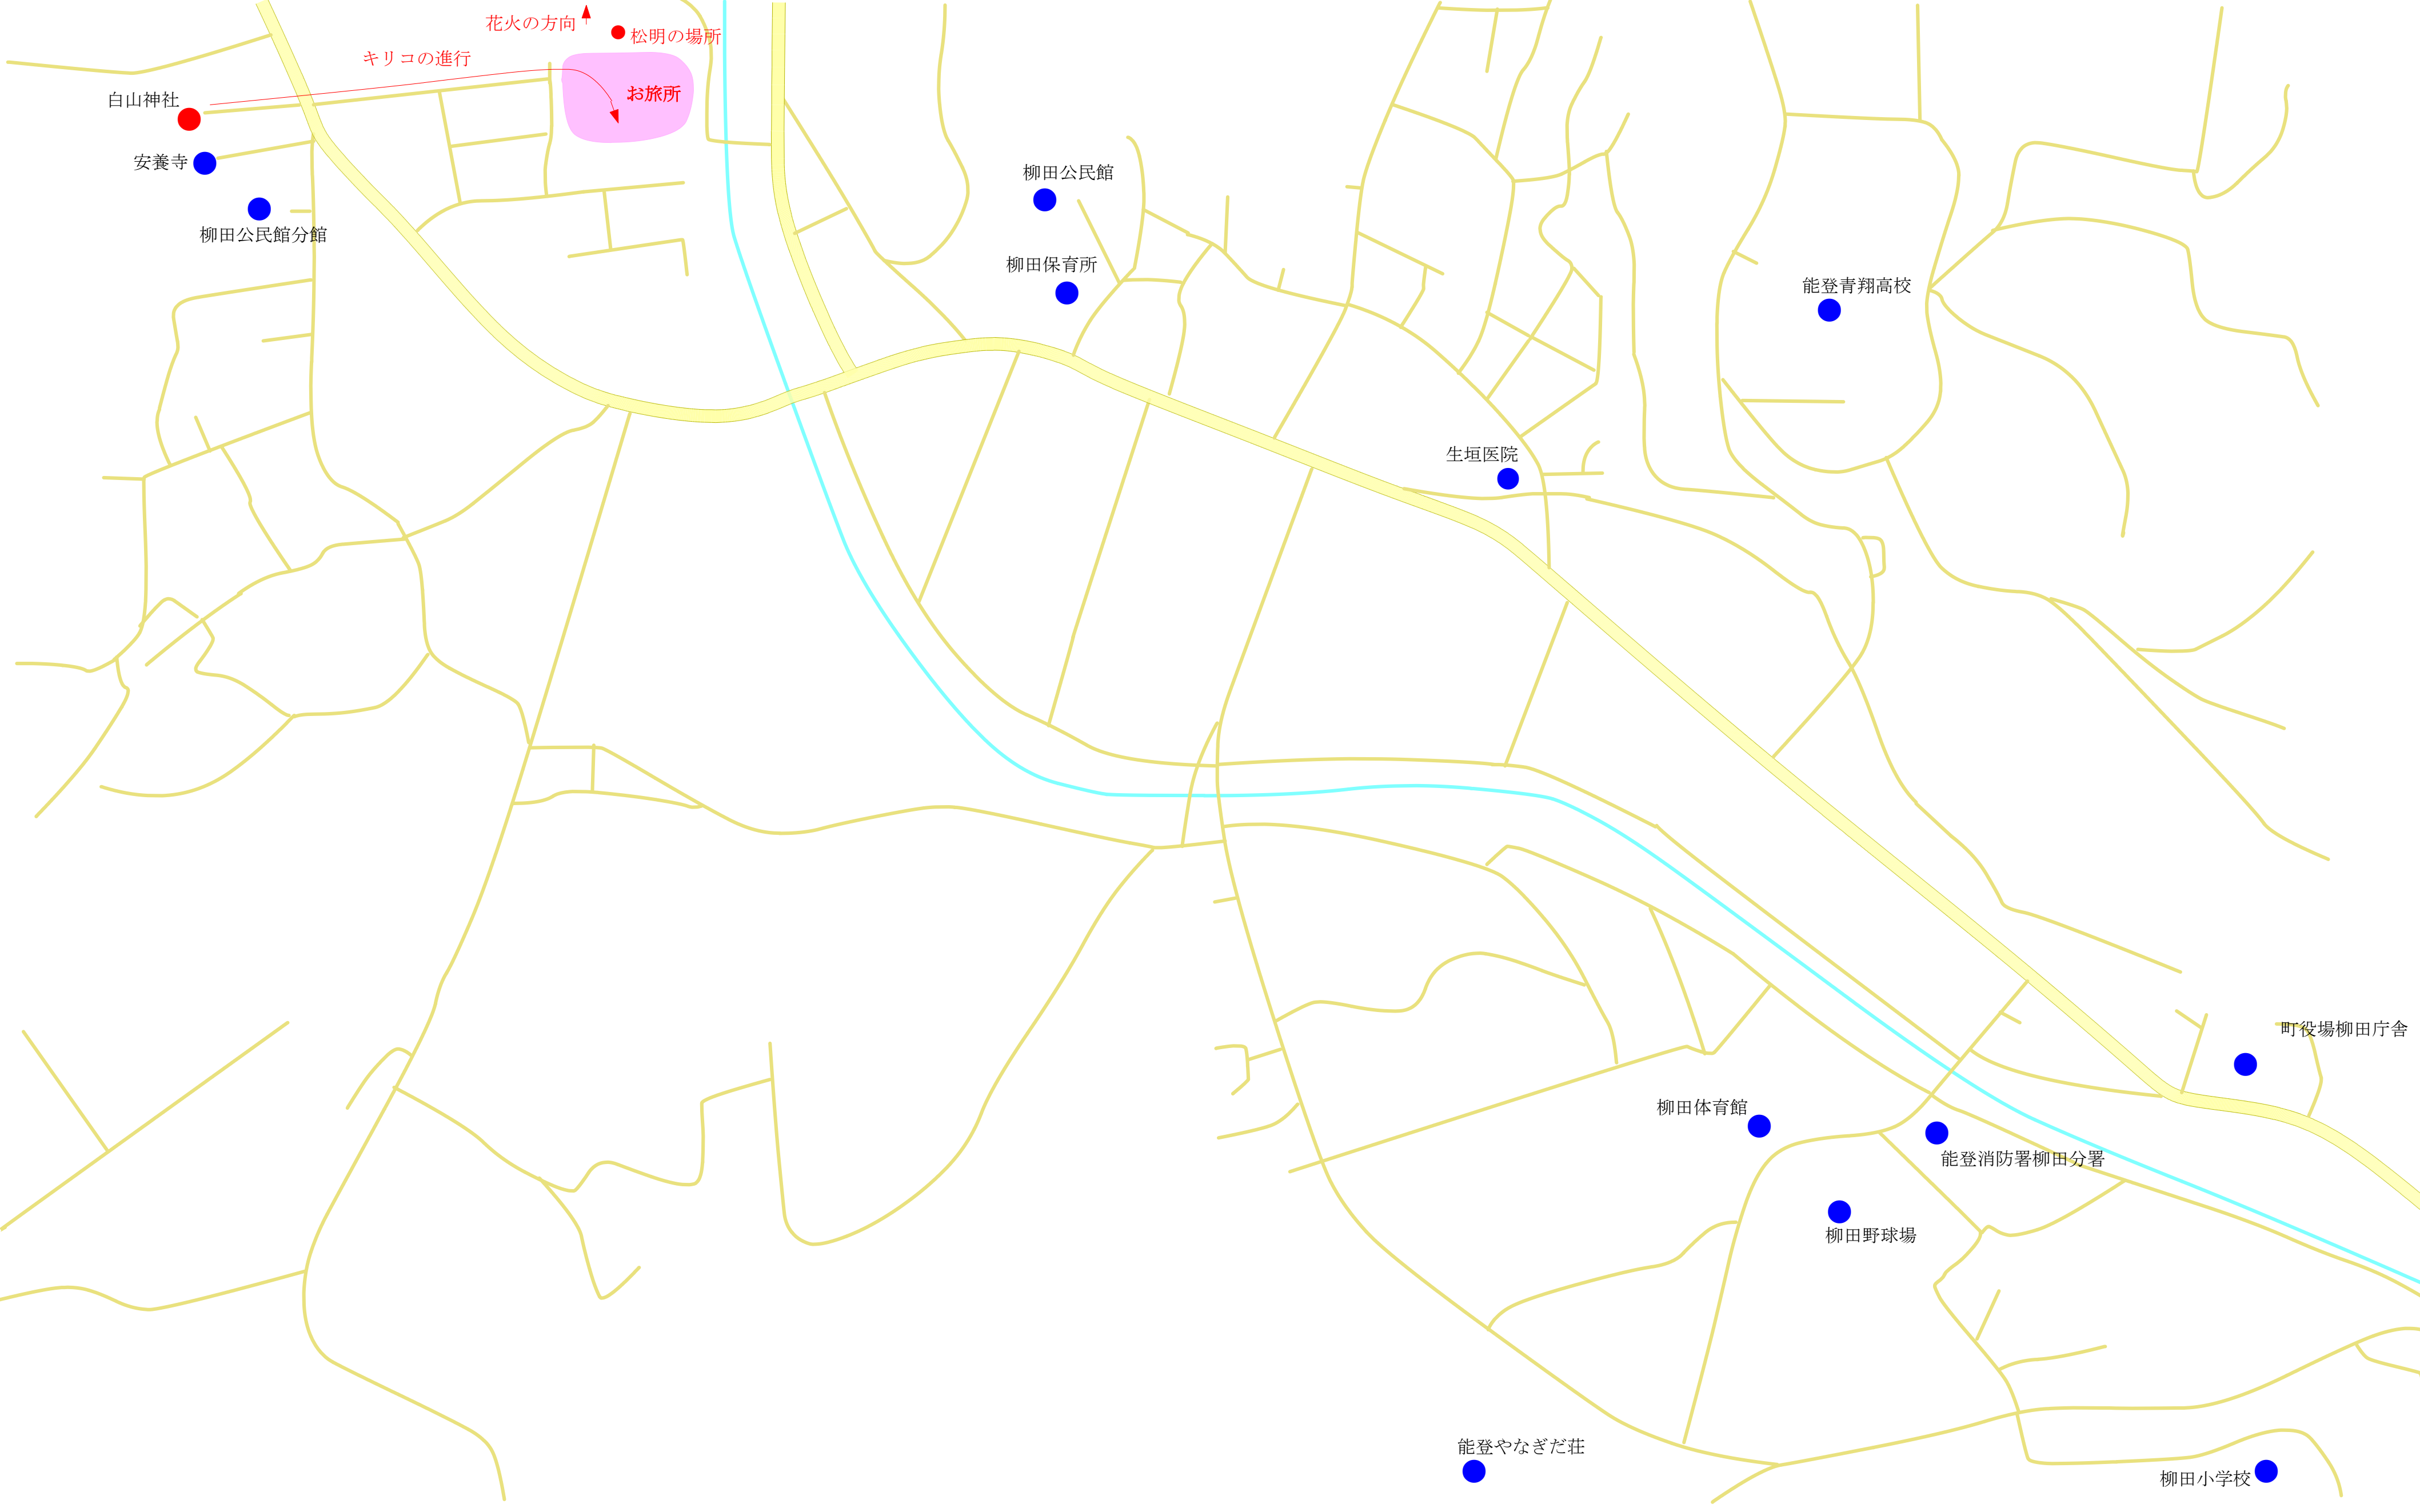 花火の方向
松明の場所
キリコの進行
お旅所
白山神社
安養寺
柳田公民館分館
柳田公民館
柳田保育所
能登青翔高校
生垣医院
町役場柳田庁舎
柳田体育館
能登消防署柳田分署
柳田野球場
能登やなぎだ荘
柳田小学校